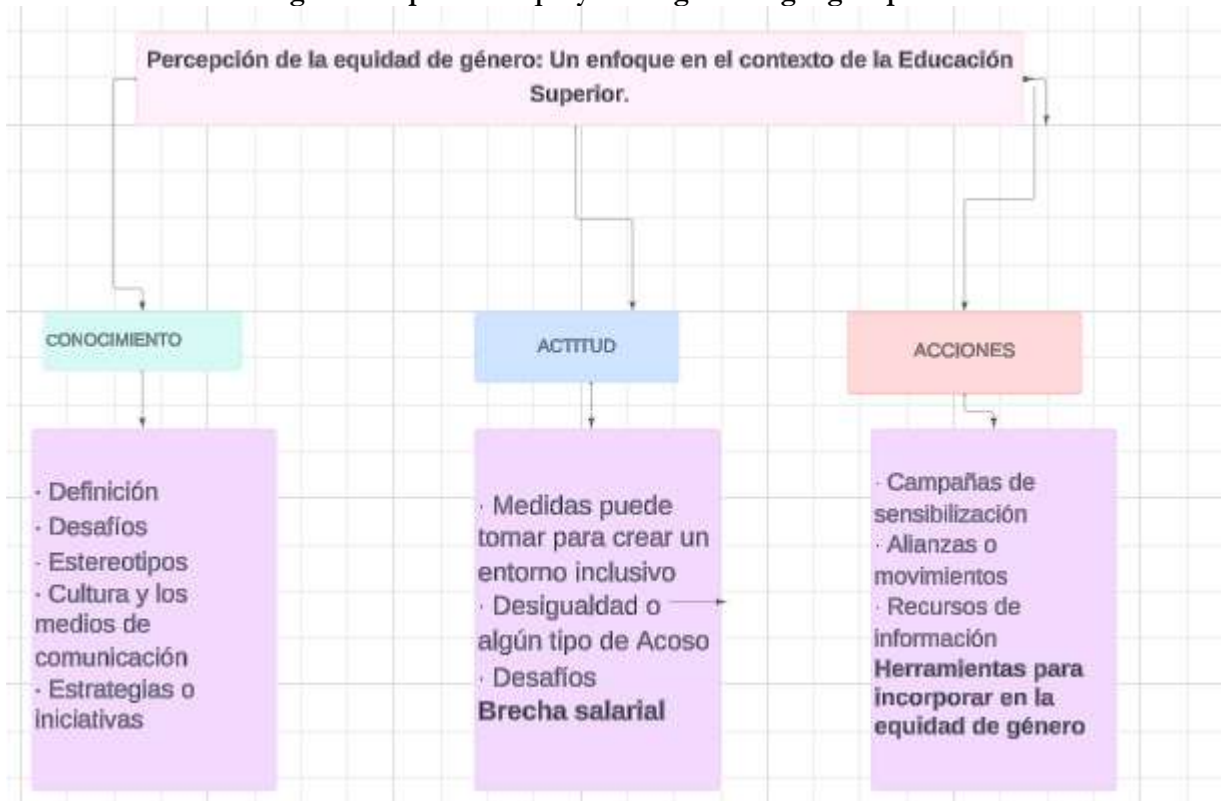 Percepción de la equidad de género: Un enfoque en el contexto de la Educación
Superior.
CONOCIMIENTO
ACTITUD
ACCIONES
· Definición
· Desafíos
· Estereotipos
· Cultura y los
medios de
comunicación
· Estrategias o
iniciativas
· Medidas puede
tomar para crear un
entorno inclusivo
· Desigualdad o
algún tipo de Acoso
· Desafíos
Brecha salarial
· Campañas de
sensibilización
· Alianzas o
movimientos
· Recursos de
información
Herramientas para
incorporar en la
equidad de género